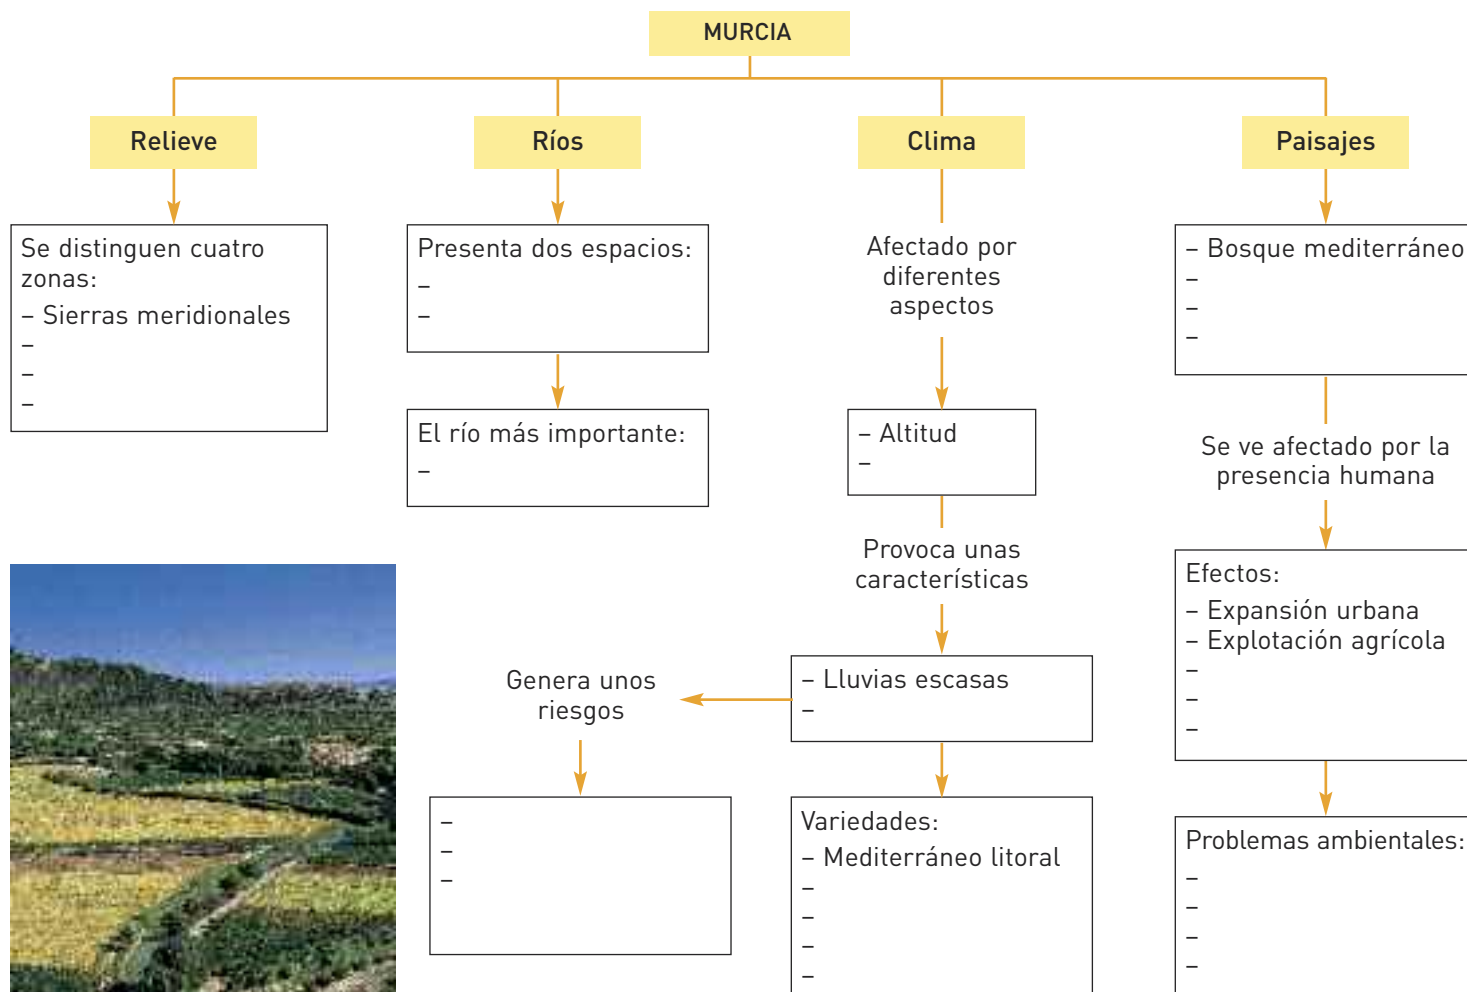 MURCIA
Relieve
Ríos
Clima
Paisajes
Se distinguen cuatro
zonas:
– Sierras meridionales
–
–
–
Presenta dos espacios:
–
–
El río más importante:
–
Afectado por
diferentes
aspectos
– Altitud
–
Provoca unas
características
– Lluvias escasas
–
Genera unos
riesgos
–
–
–
Variedades:
– Mediterráneo litoral
–
–
–
–
– Bosque mediterráneo
–
–
–
Se ve afectado por la
presencia humana
Efectos:
– Expansión urbana
– Explotación agrícola
–
–
–
Problemas ambientales:
–
–
–
–